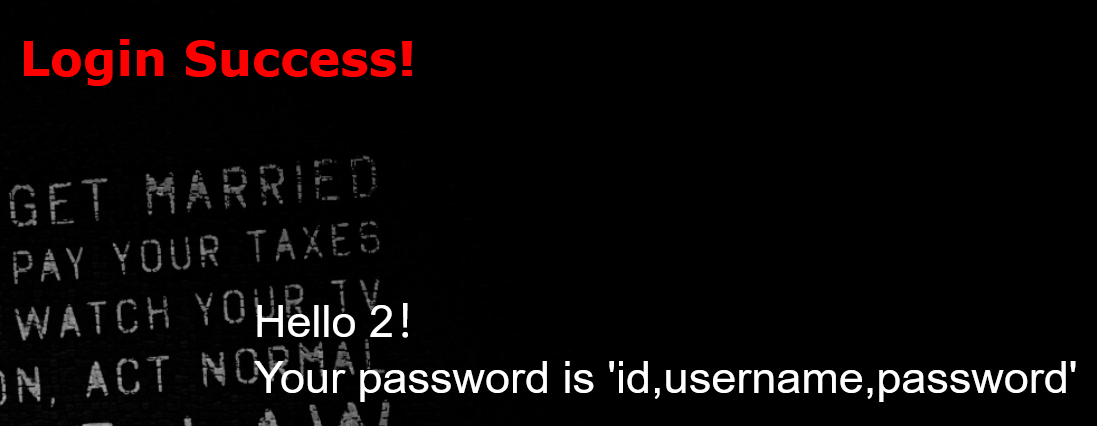 Login Success!
GET MARRIED
PAY YOUR TAXES
WATCH YOUR TV
Hello 2!
ON, ACT NORMAL
Your password is 'id,username,password'